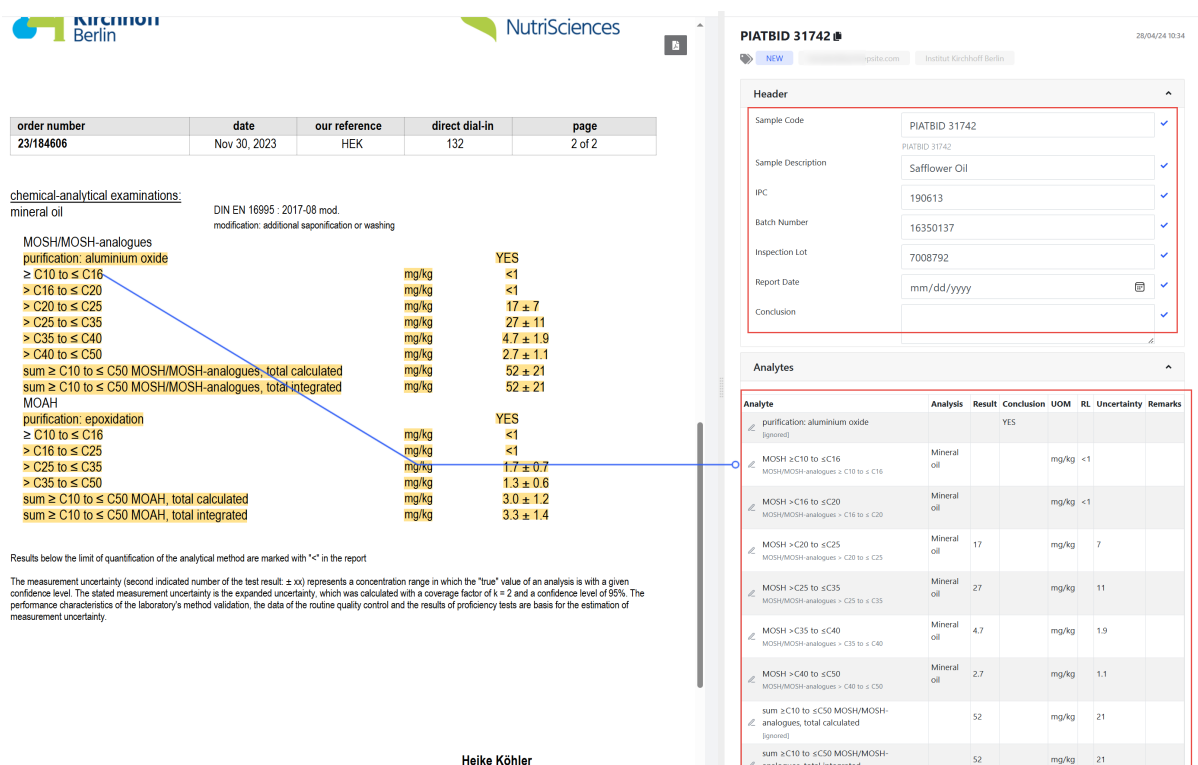 Kirchhoff
Berlin
NutriSciences
order number date our reference direct dial-in page
23/184606 Nov 30, 2023 HEK 132 2 of 2
chemical-analytical examinations:
mineral oil DIN EN 16995 : 2017-08 mod.
modification: additional saponification or washing
MOSH/MOSH-analogues
purification: aluminium oxide YES
≥ C10 to ≤ C16 mg/kg <1
> C16 to ≤ C20 mg/kg <1
> C20 to ≤ C25 mg/kg 17 ± 7
> C25 to ≤ C35 mg/kg 27 ± 11
> C35 to ≤ C40 mg/kg 4.7 ± 1.9
> C40 to ≤ C50 mg/kg 2.7 ± 1.1
sum ≥ C10 to ≤ C50 MOSH/MOSH-analogues, total calculated mg/kg 52 ± 21
sum ≥ C10 to ≤ C50 MOSH/MOSH-analogues, total integrated mg/kg 52 ± 21
MOAH
purification: epoxidation YES
≥ C10 to ≤ C16 mg/kg <1
> C16 to ≤ C25 mg/kg <1
> C25 to ≤ C35 mg/kg 1.7 ± 0.7
> C35 to ≤ C50 mg/kg 1.3 ± 0.6
sum ≥ C10 to ≤ C50 MOAH, total calculated mg/kg 3.0 ± 1.2
sum ≥ C10 to ≤ C50 MOAH, total integrated mg/kg 3.3 ± 1.4
Results below the limit of quantification of the analytical method are marked with "<" in the report
The measurement uncertainty (second indicated number of the test result: ± xx) represents a concentration range in which the "true" value of an analysis is with a given
confidence level. The stated measurement uncertainty is the expanded uncertainty, which was calculated with a coverage factor of k = 2 and a confidence level of 95%. The
performance characteristics of the laboratory's method validation, the data of the routine quality control and the results of proficiency tests are basis for the estimation of
measurement uncertainty.
Heike Köhler
PIATBID 31742 28/04/24 10:34
NEW -psite.com Institut Kirchhoff Berlin
Header
Sample Code PIATBID 31742
PIATBID 31742
Sample Description Safflower Oil
IPC 190613
Batch Number 16350137
Inspection Lot 7008792
Report Date mm/dd/yyyy
Conclusion
Analytes
Analyte Analysis Result Conclusion UOM RL Uncertainty Remarks
purification: aluminium oxide YES
[ignored]
MOSH ≥C10 to ≤C16 Mineral oil mg/kg <1
MOSH/MOSH-analogues ≥ C10 to ≤ C16
MOSH >C16 to ≤C20 Mineral oil mg/kg <1
MOSH/MOSH-analogues > C16 to ≤ C20
MOSH >C20 to ≤C25 Mineral oil 17 mg/kg 7
MOSH/MOSH-analogues > C20 to ≤ C25
MOSH >C25 to ≤C35 Mineral oil 27 mg/kg 11
MOSH/MOSH-analogues > C25 to ≤ C35
MOSH >C35 to ≤C40 Mineral oil 4.7 mg/kg 1.9
MOSH/MOSH-analogues > C35 to ≤ C40
MOSH >C40 to ≤C50 Mineral oil 2.7 mg/kg 1.1
MOSH/MOSH-analogues > C40 to ≤ C50
sum ≥C10 to ≤C50 MOSH/MOSH-
analogues, total calculated 52 mg/kg 21
[ignored]
sum ≥C10 to ≤C50 MOSH/MOSH-
analogues, total integrated 52 mg/kg 21